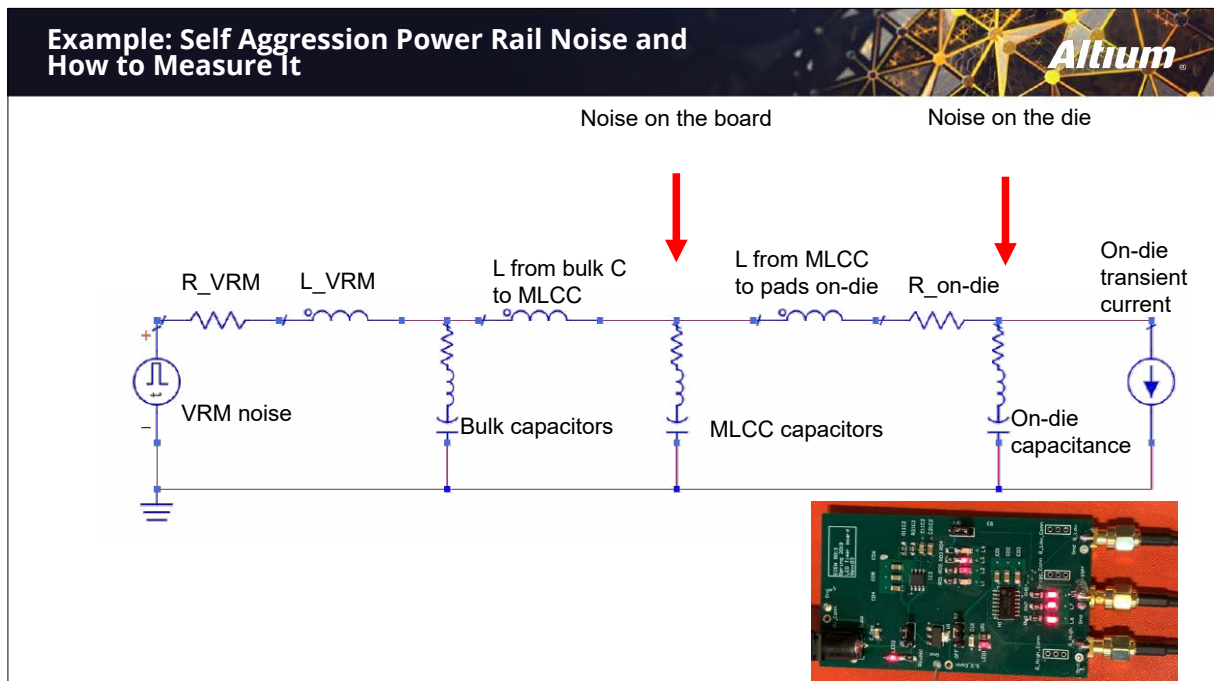 Example: Self Aggression Power Rail Noise and
How to Measure It
Altium®
Noise on the board
Noise on the die
R_VRM
L_VRM
L from bulk C
to MLCC
L from MLCC
to pads on-die
R_on-die
On-die
transient
current
+
t
−
VRM noise
Bulk capacitors
MLCC capacitors
On-die
capacitance
Spring 2019